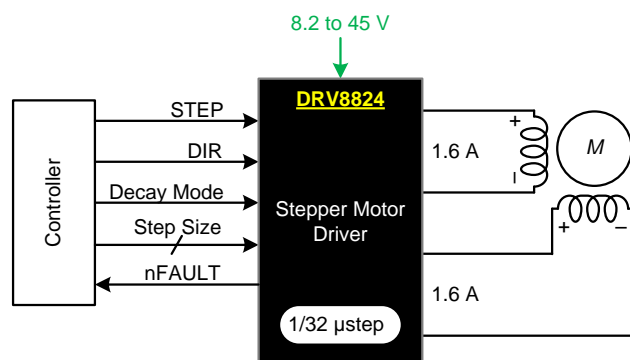 8.2 to 45 V
DRV8824
Controller
STEP
DIR
Decay Mode
Step Size
nFAULT
Stepper Motor
Driver
1/32 µstep
+
1.6 A
–
M
+ –
1.6 A